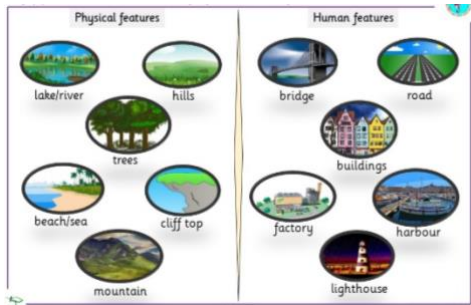 Physical features
Human features
lake/river
hills
trees
beach/sea
cliff top
mountain
bridge
road
buildings
factory
harbour
lighthouse